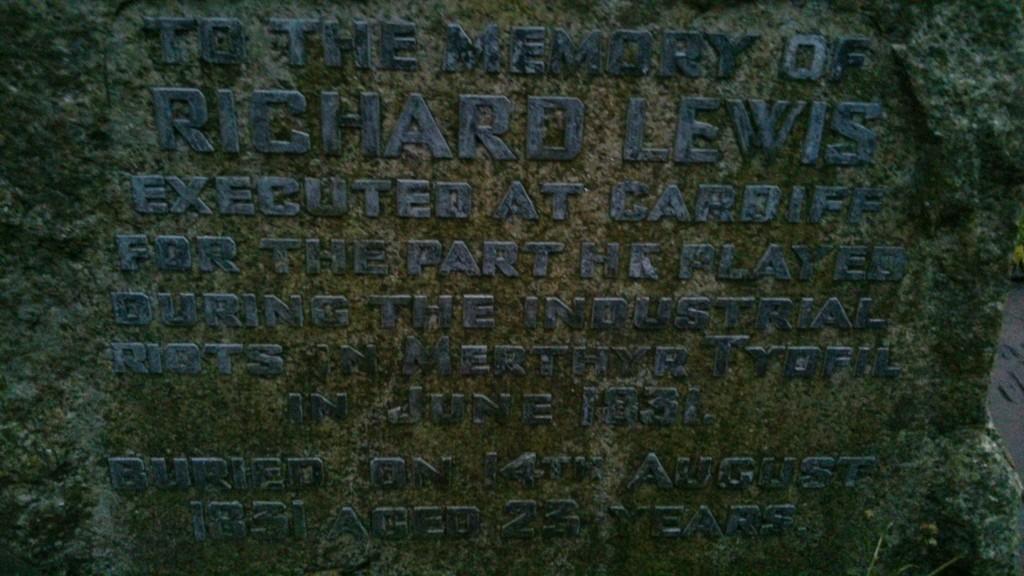 TO THE MEMORY OF
RICHARD LEWIS
EXECUTED AT CARDIFF
FOR THE PART HE PLAYED
DURING THE INDUSTRIAL
RIOTS IN MERTHYR TYDFIL
IN JUNE 1831.
BURIED ON 14TH AUGUST
1831 AGED 23 YEARS.